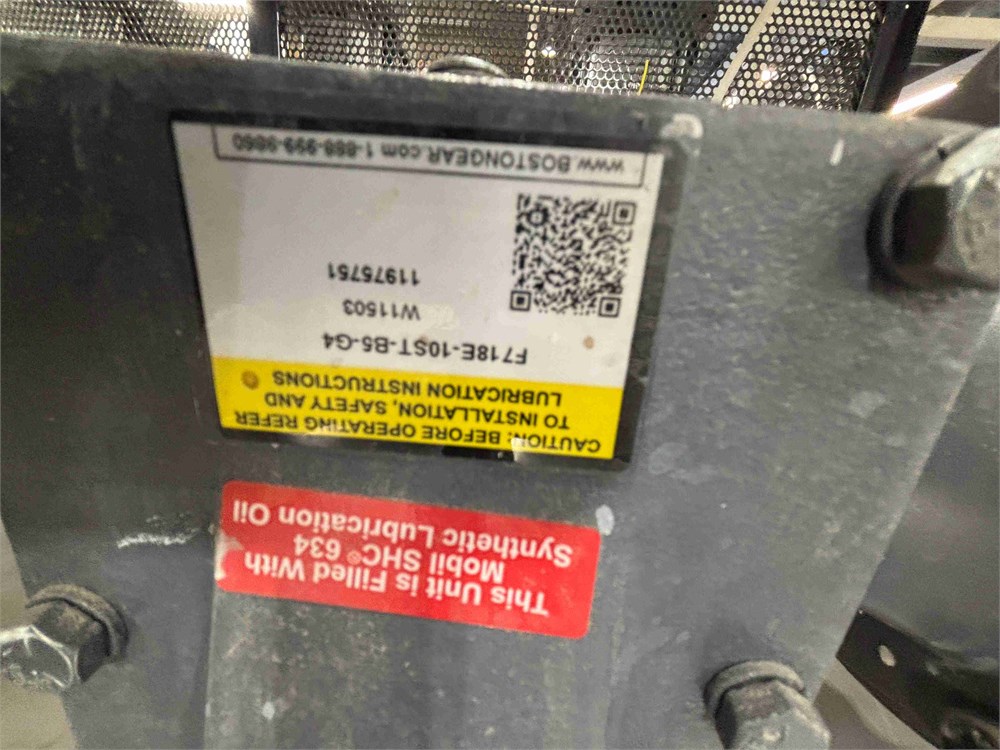 CAUTION: BEFORE OPERATING REFER
TO INSTALLATION, SAFETY AND
LUBRICATION INSTRUCTIONS
F718E-10ST-B5-G4
W11503
11975751
www.BOSTONGEAR.com 1-888-999-9860
This Unit is Filled With
Mobil SHC® 634
Synthetic Lubrication Oil